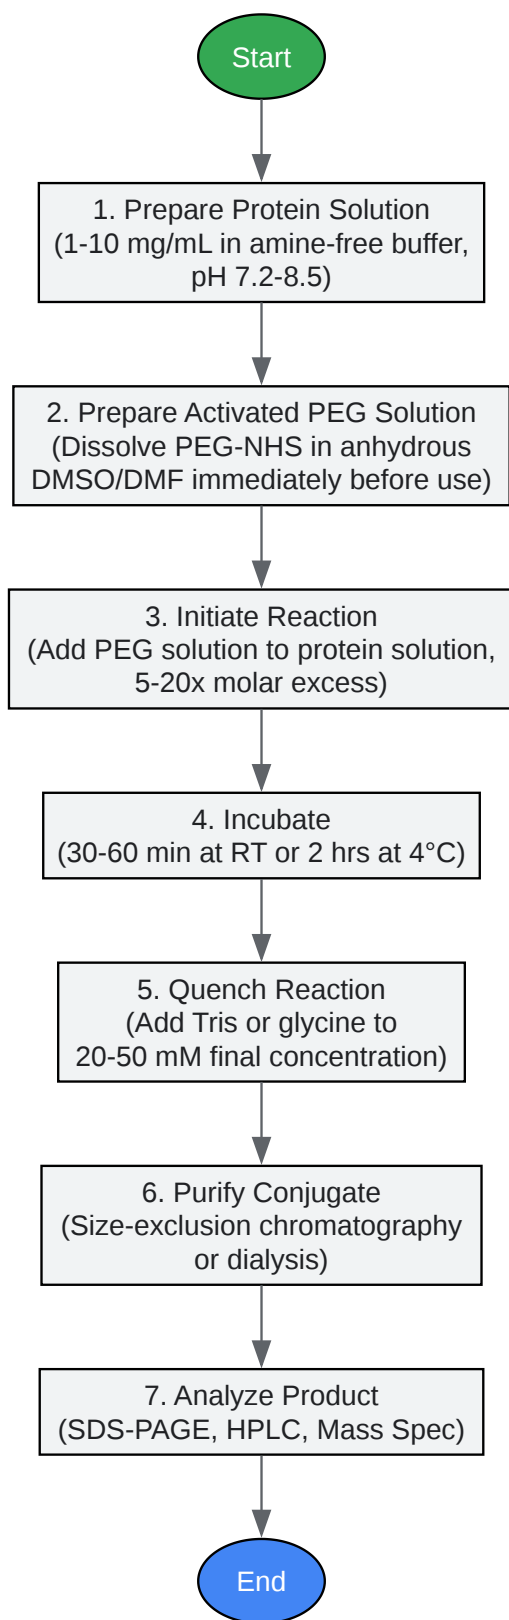 Start
1. Prepare Protein Solution
(1-10 mg/mL in amine-free buffer,
pH 7.2-8.5)
2. Prepare Activated PEG Solution
(Dissolve PEG-NHS in anhydrous
DMSO/DMF immediately before use)
3. Initiate Reaction
(Add PEG solution to protein solution,
5-20x molar excess)
4. Incubate
(30-60 min at RT or 2 hrs at 4°C)
5. Quench Reaction
(Add Tris or glycine to
20-50 mM final concentration)
6. Purify Conjugate
(Size-exclusion chromatography
or dialysis)
7. Analyze Product
(SDS-PAGE, HPLC, Mass Spec)
End